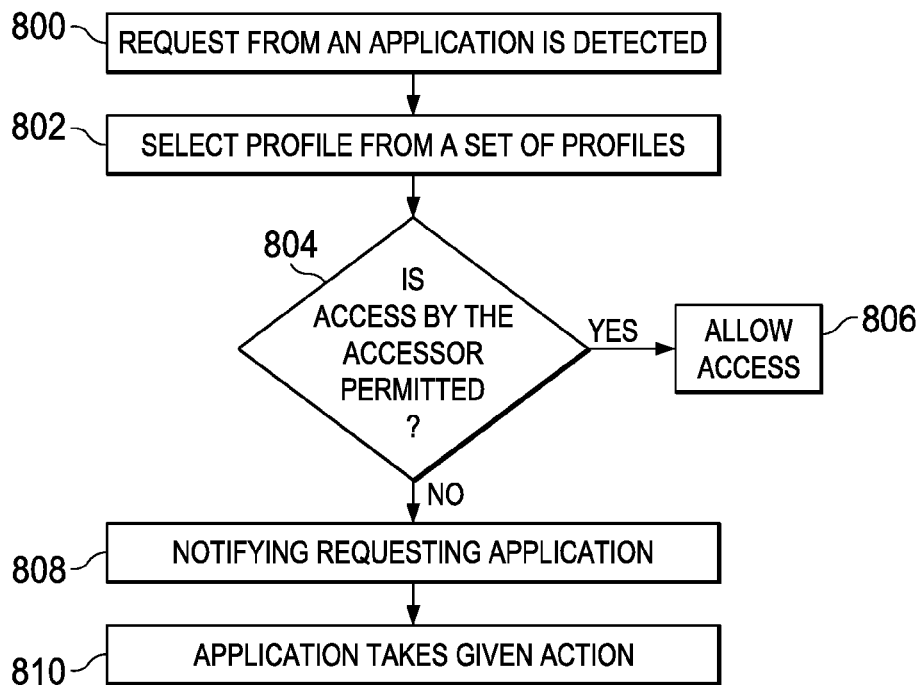 800
REQUEST FROM AN APPLICATION IS DETECTED
802
SELECT PROFILE FROM A SET OF PROFILES
804
IS
ACCESS BY THE
ACCESSOR
PERMITTED
?
YES
ALLOW
ACCESS
806
NO
808
NOTIFYING REQUESTING APPLICATION
810
APPLICATION TAKES GIVEN ACTION